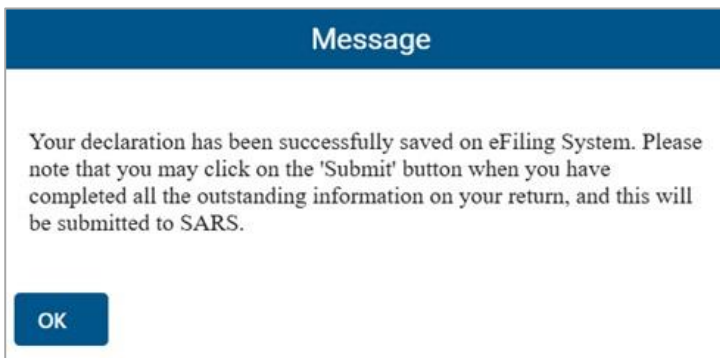 Message
Your declaration has been successfully saved on eFiling System. Please
note that you may click on the 'Submit' button when you have
completed all the outstanding information on your return, and this will
be submitted to SARS.
OK